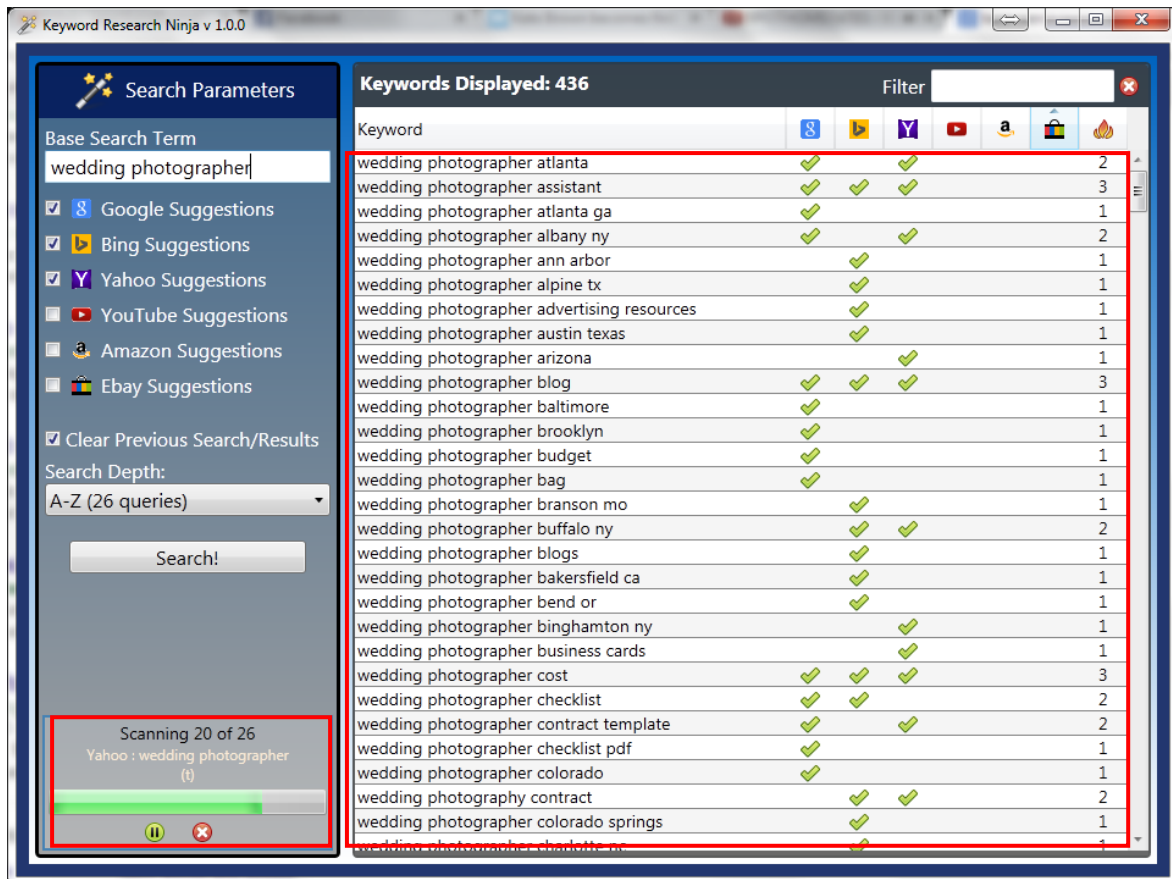 Keyword Research Ninja v 1.0.0
Search Parameters
Base Search Term
wedding photographer
Google Suggestions
Bing Suggestions
Yahoo Suggestions
YouTube Suggestions
Amazon Suggestions
Ebay Suggestions
Clear Previous Search/Results
Search Depth:
A-Z (26 queries)
Search!
Scanning 20 of 26
Yahoo : wedding photographer
(t)
Keywords Displayed: 436 Filter
Keyword
wedding photographer atlanta 2
wedding photographer assistant 3
wedding photographer atlanta ga 1
wedding photographer albany ny 2
wedding photographer ann arbor 1
wedding photographer alpine tx 1
wedding photographer advertising resources 1
wedding photographer austin texas 1
wedding photographer arizona 1
wedding photographer blog 3
wedding photographer baltimore 1
wedding photographer brooklyn 1
wedding photographer budget 1
wedding photographer bag 1
wedding photographer branson mo 1
wedding photographer buffalo ny 2
wedding photographer blogs 1
wedding photographer bakersfield ca 1
wedding photographer bend or 1
wedding photographer binghamton ny 1
wedding photographer business cards 1
wedding photographer cost 3
wedding photographer checklist 2
wedding photographer contract template 2
wedding photographer checklist pdf 1
wedding photographer colorado 1
wedding photography contract 2
wedding photographer colorado springs 1
wedding photographer charlotte nc 1